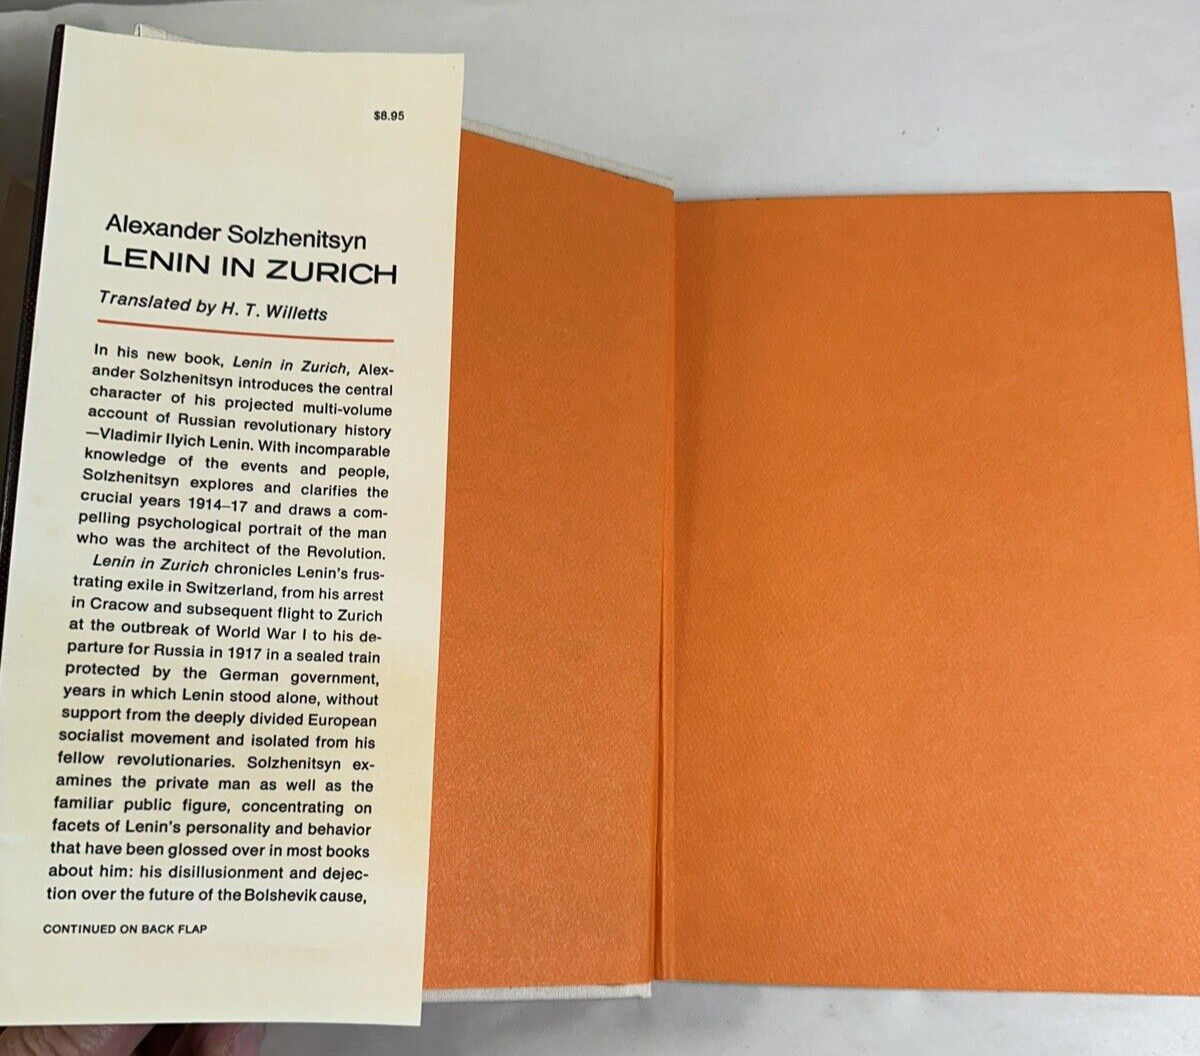 $8.95
Alexander Solzhenitsyn
LENIN IN ZURICH
Translated by H. T. Willetts
In his new book, Lenin in Zurich, Alex-
ander Solzhenitsyn introduces the central
character of his projected multi-volume
account of Russian revolutionary history
—Vladimir Ilyich Lenin. With incomparable
knowledge of the events and people,
Solzhenitsyn explores and clarifies the
crucial years 1914–17 and draws a com-
pelling psychological portrait of the man
who was the architect of the Revolution.
Lenin in Zurich chronicles Lenin's frus-
trating exile in Switzerland, from his arrest
in Cracow and subsequent flight to Zurich
at the outbreak of World War I to his de-
parture for Russia in 1917 in a sealed train
protected by the German government,
years in which Lenin stood alone, without
support from the deeply divided European
socialist movement and isolated from his
fellow revolutionaries. Solzhenitsyn ex-
amines the private man as well as the
familiar public figure, concentrating on
facets of Lenin's personality and behavior
that have been glossed over in most books
about him: his disillusionment and dejec-
tion over the future of the Bolshevik cause,
CONTINUED ON BACK FLAP